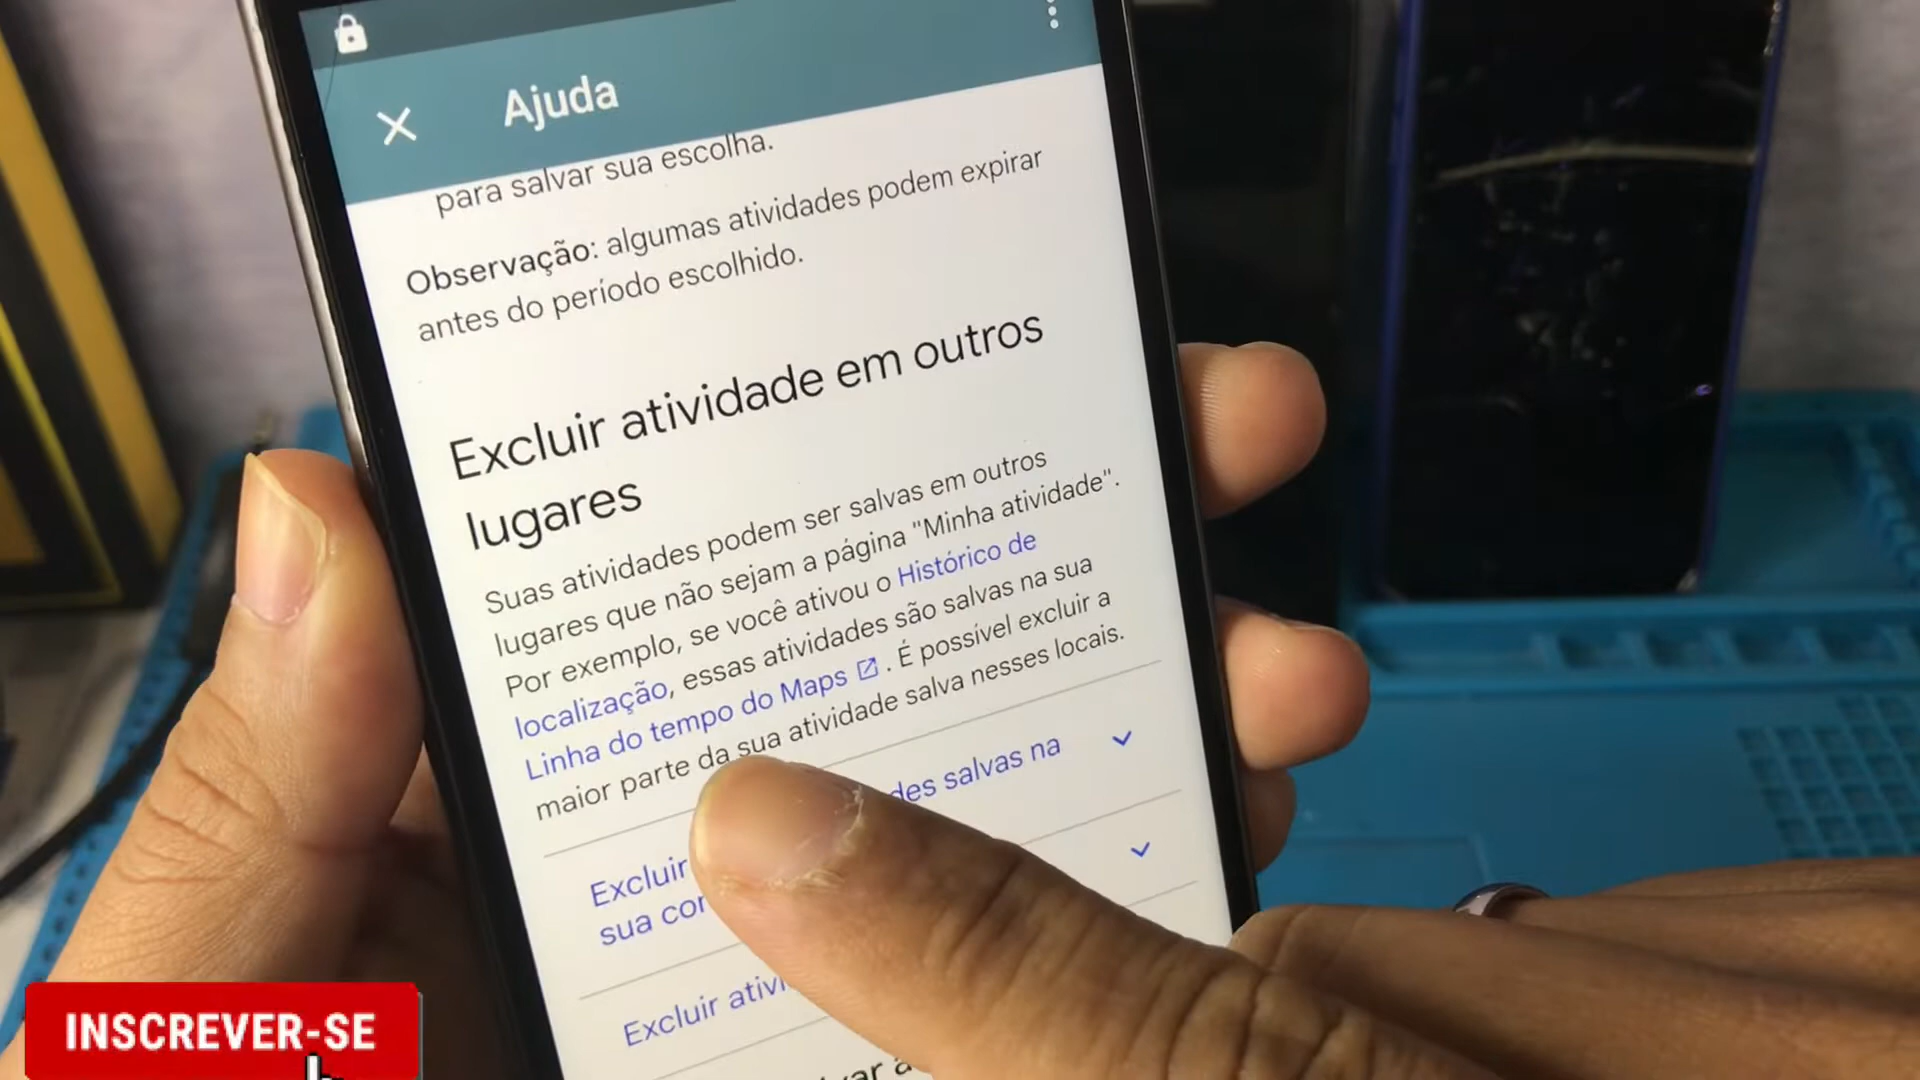 Ajuda
para salvar sua escolha.
Observação: algumas atividades podem expirar
antes do período escolhido.
Excluir atividade em outros
lugares
Suas atividades podem ser salvas em outros
lugares que não sejam a página "Minha atividade".
Por exemplo, se você ativou o Histórico de
localização, essas atividades são salvas na sua
Linha do tempo do Maps. É possível excluir a
maior parte da sua atividade salva nesses locais.
Excluir salvas na
sua
Excluir
INSCREVER-SE